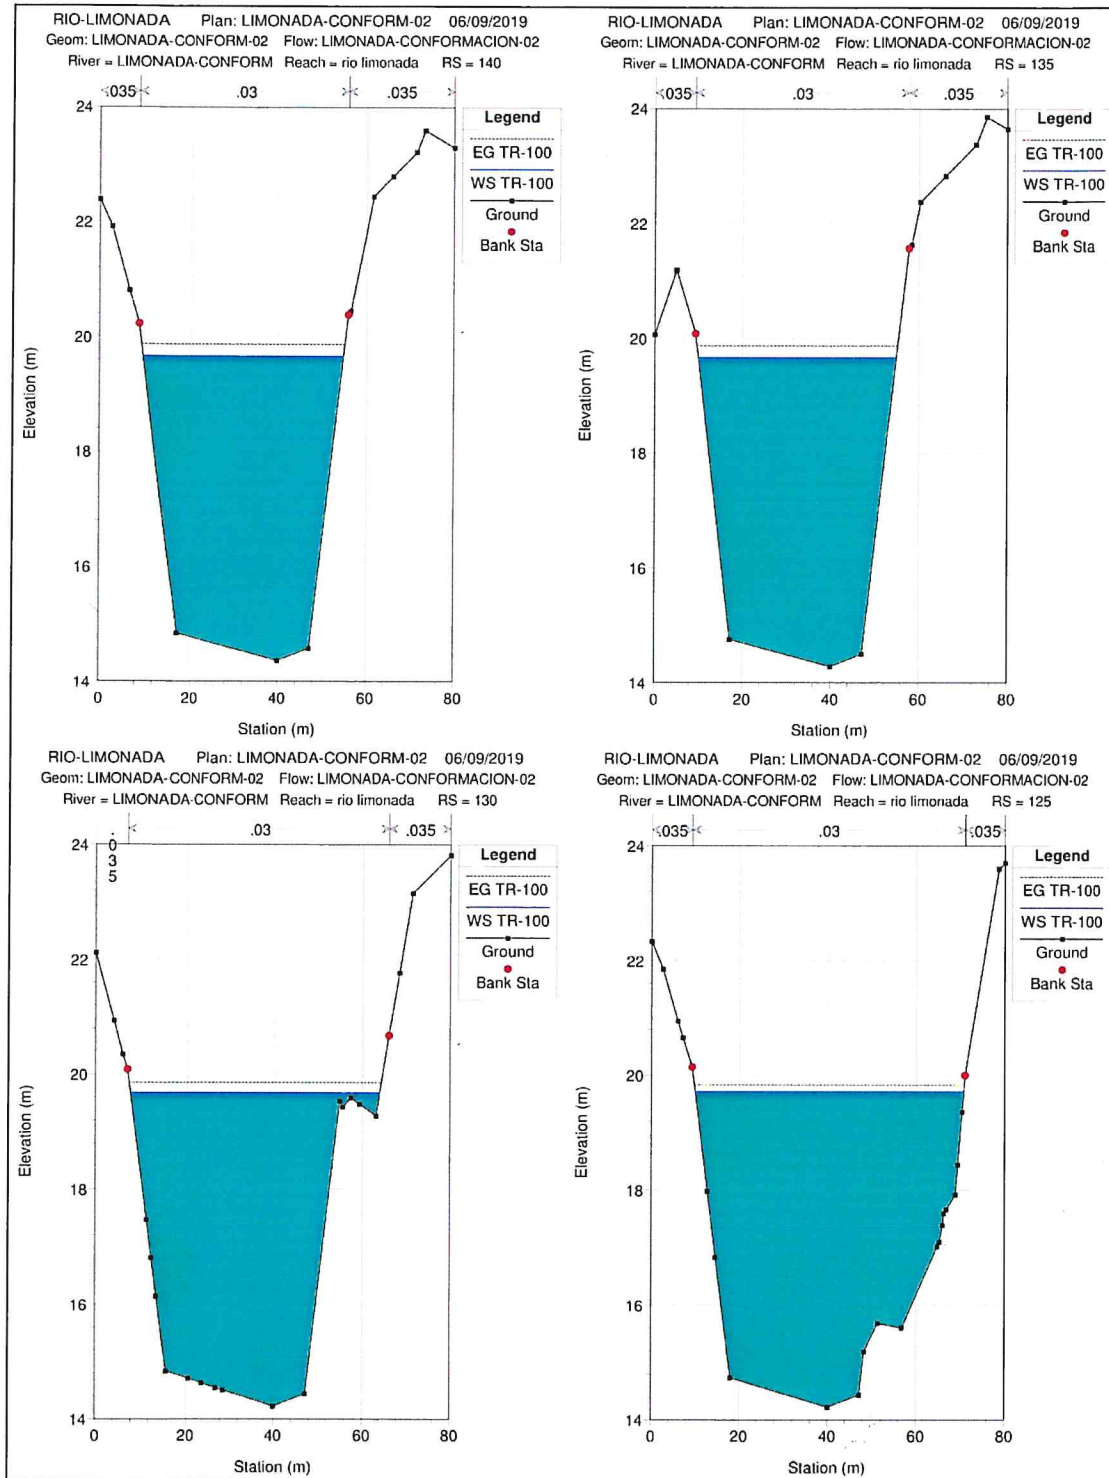 RIO-LIMONADA Plan: LIMONADA-CONFORM-02 06/09/2019
Geom: LIMONADA-CONFORM-02 Flow: LIMONADA-CONFORMACION-02
River = LIMONADA-CONFORM Reach = rio limonada RS = 140
.035 .03 .035
24
22
20
18
16
14
Elevation (m)
0 20 40 60 80
Station (m)
Legend
EG TR-100
WS TR-100
Ground
Bank Sta
RIO-LIMONADA Plan: LIMONADA-CONFORM-02 06/09/2019
Geom: LIMONADA-CONFORM-02 Flow: LIMONADA-CONFORMACION-02
River = LIMONADA-CONFORM Reach = rio limonada RS = 135
.035 .03 .035
24
22
20
18
16
14
Elevation (m)
0 20 40 60 80
Station (m)
Legend
EG TR-100
WS TR-100
Ground
Bank Sta
RIO-LIMONADA Plan: LIMONADA-CONFORM-02 06/09/2019
Geom: LIMONADA-CONFORM-02 Flow: LIMONADA-CONFORMACION-02
River = LIMONADA-CONFORM Reach = rio limonada RS = 130
.035 .03 .035
24
22
20
18
16
14
Elevation (m)
0 20 40 60 80
Station (m)
Legend
EG TR-100
WS TR-100
Ground
Bank Sta
RIO-LIMONADA Plan: LIMONADA-CONFORM-02 06/09/2019
Geom: LIMONADA-CONFORM-02 Flow: LIMONADA-CONFORMACION-02
River = LIMONADA-CONFORM Reach = rio limonada RS = 125
.035 .03 .035
24
22
20
18
16
14
Elevation (m)
0 20 40 60 80
Station (m)
Legend
EG TR-100
WS TR-100
Ground
Bank Sta